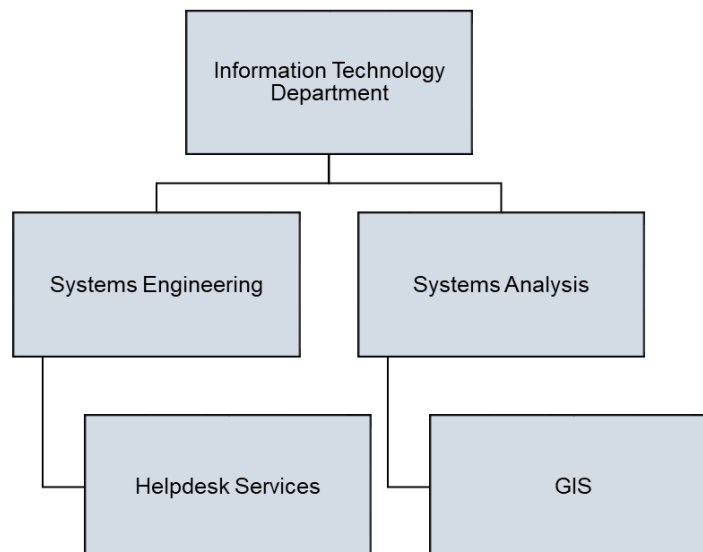 Information Technology
Department
Systems Engineering
Systems Analysis
Helpdesk Services
GIS